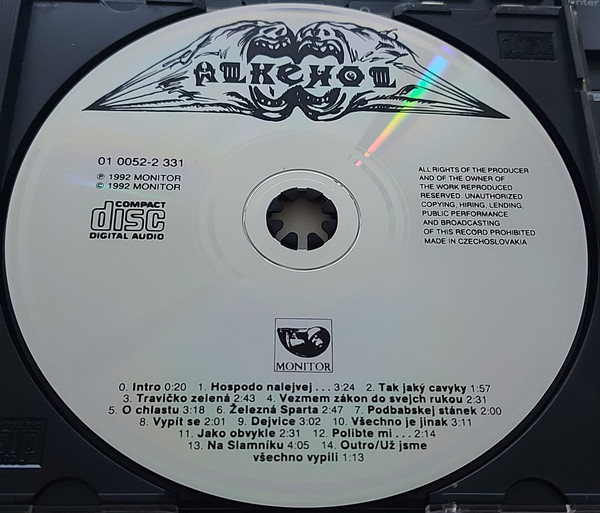 ALKEHOL
01 0052-2 331
℗ 1992 MONITOR
© 1992 MONITOR
COMPACT
disc
DIGITAL AUDIO
ALL RIGHTS OF THE PRODUCER
AND OF THE OWNER OF
THE WORK REPRODUCED
RESERVED. UNAUTHORIZED
COPYING, HIRING, LENDING,
PUBLIC PERFORMANCE
AND BROADCASTING
OF THIS RECORD PROHIBITED
MADE IN CZECHOSLOVAKIA
MONITOR
0. Intro 0:20 1. Hospodo nalejvej . . . 3:24 2. Tak jaký cavyky 1:57
3. Travičko zelená 2:43 4. Vezmem zákon do svejch rukou 2:31
5. O chlastu 3:18 6. Železná Sparta 2:47 7. Podbabskej stánek 2:00
8. Vypít se 2:01 9. Dejvice 3:02 10. Všechno je jinak 3:11
11. Jako obvykle 2:31 12. Polibte mi . . . 2:14
13. Na Slamníku 4:05 14. Outro/Už jsme
všechno vypili 1:13